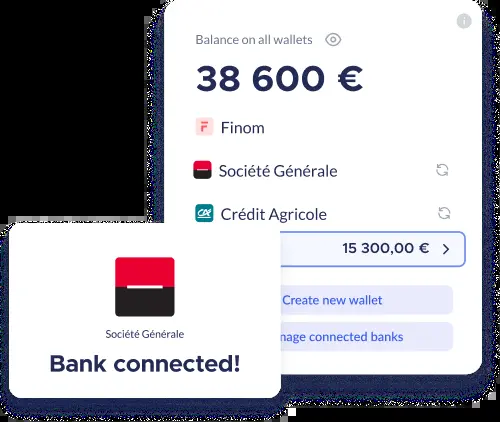 Balance on all wallets
38 600 €
Finom
Société Générale
Crédit Agricole
15 300,00 €
Create new wallet
connected banks
Société Générale
Bank connected!